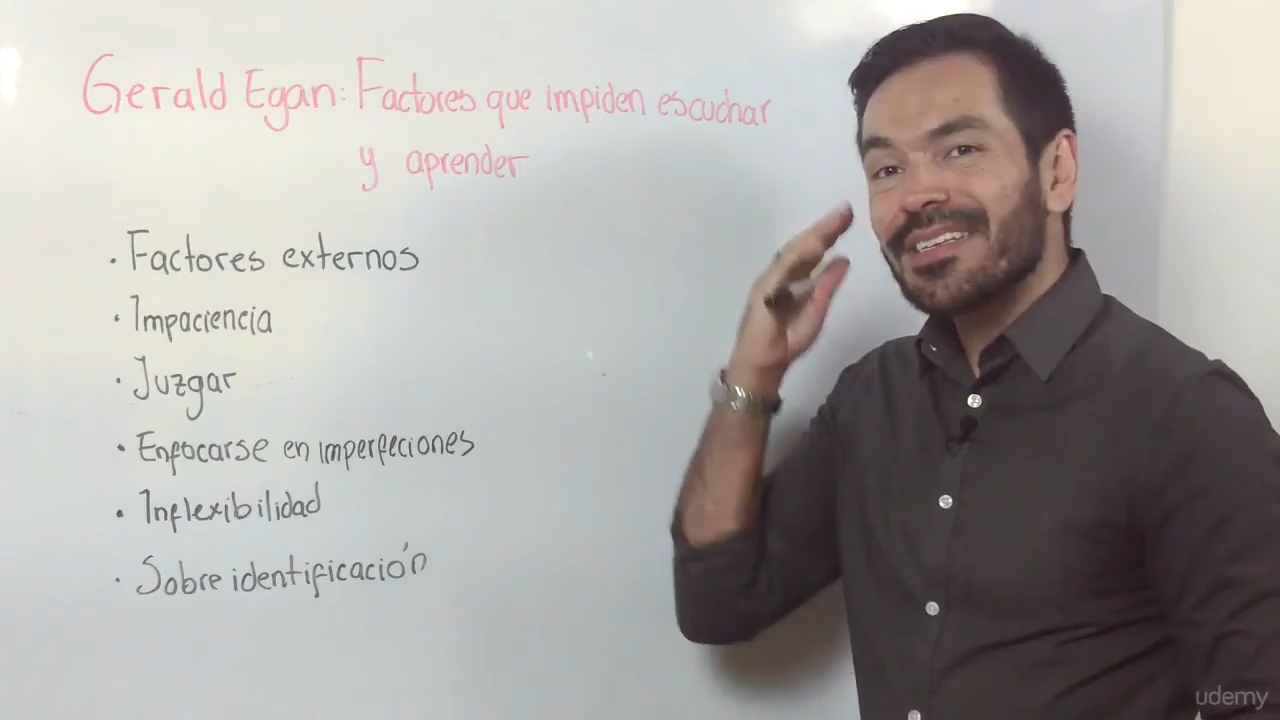 Gerald Egan: Factores que impiden escuchar
y aprender
· Factores externos
· Impaciencia
· Juzgar
· Enfocarse en imperfeciones
· Inflexibilidad
· Sobre identificación
udemy